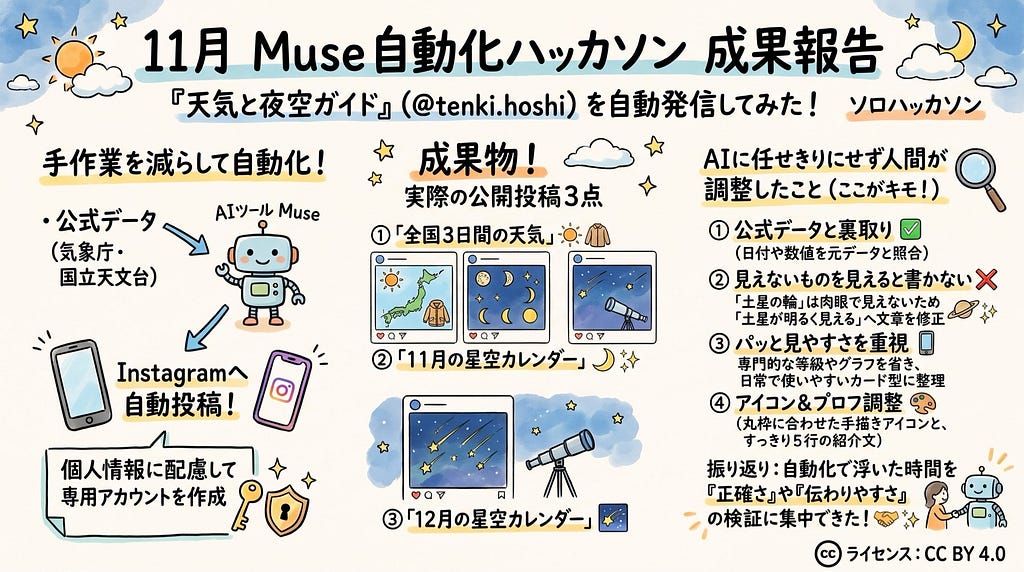 11月 Muse自動化ハッカソン 成果報告
『天気と夜空ガイド』(@tenki.hoshi) を自動発信してみた！ ソロハッカソン
手作業を減らして自動化！
・公式データ
(気象庁・
国立天文台)
AIツール Muse
Instagramへ
自動投稿！
個人情報に配慮して
専用アカウントを作成
成果物！
実際の公開投稿3点
①「全国3日間の天気」
②「11月の星空カレンダー」
③「12月の星空カレンダー」
AIに任せきりにせず人間が
調整したこと (ここがキモ！)
① 公式データと裏取り
(日付や数値を元データと照合)
② 見えないものを見えると書かない
「土星の輪」は肉眼で見えないため
「土星が明るく見える」へ文章を修正
③ パッと見やすさを重視
専門的な等級やグラフを省き、
日常で使いやすいカード型に整理
④ アイコン＆プロフ調整
(丸枠に合わせた手描きアイコンと、
すっきり5行の紹介文)
振り返り：自動化で浮いた時間を
『正確さ』や『伝わりやすさ』
の検証に集中できた！
cc ライセンス：CC BY 4.0